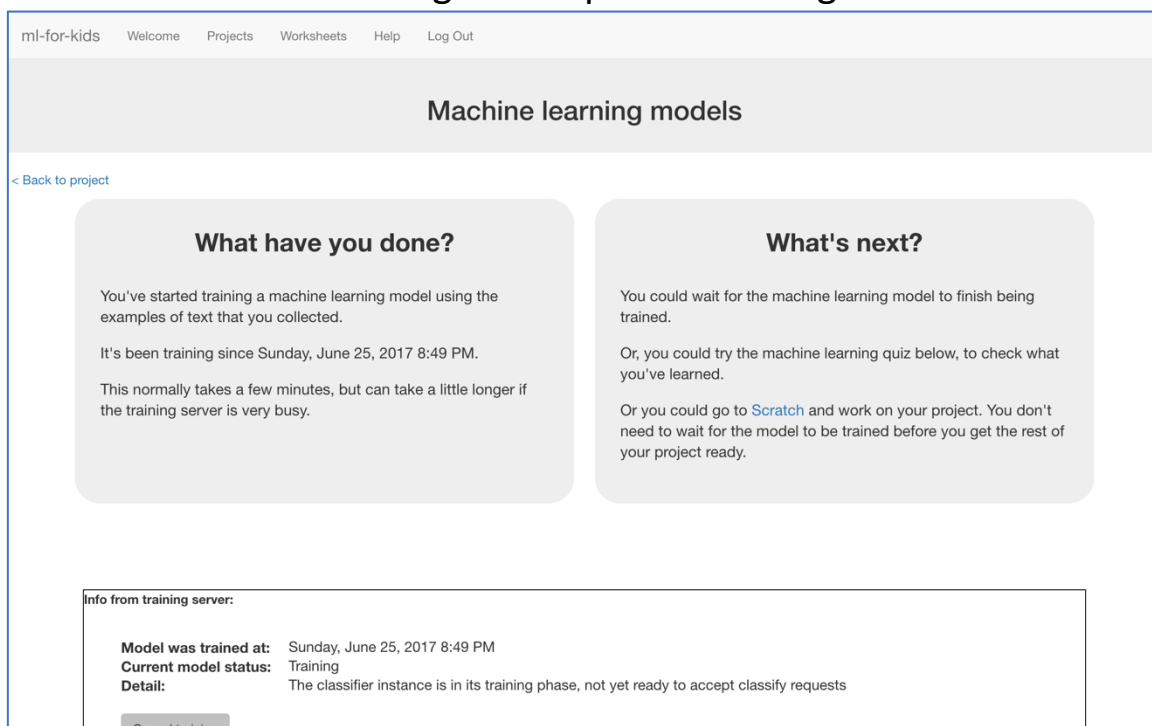 ml-for-kids Welcome Projects Worksheets Help Log Out
Machine learning models
< Back to project
What have you done?
You've started training a machine learning model using the
examples of text that you collected.
It's been training since Sunday, June 25, 2017 8:49 PM.
This normally takes a few minutes, but can take a little longer if
the training server is very busy.
What's next?
You could wait for the machine learning model to finish being
trained.
Or, you could try the machine learning quiz below, to check what
you've learned.
Or you could go to Scratch and work on your project. You don't
need to wait for the model to be trained before you get the rest of
your project ready.
Info from training server:
Model was trained at: Sunday, June 25, 2017 8:49 PM
Current model status: Training
Detail: The classifier instance is in its training phase, not yet ready to accept classify requests